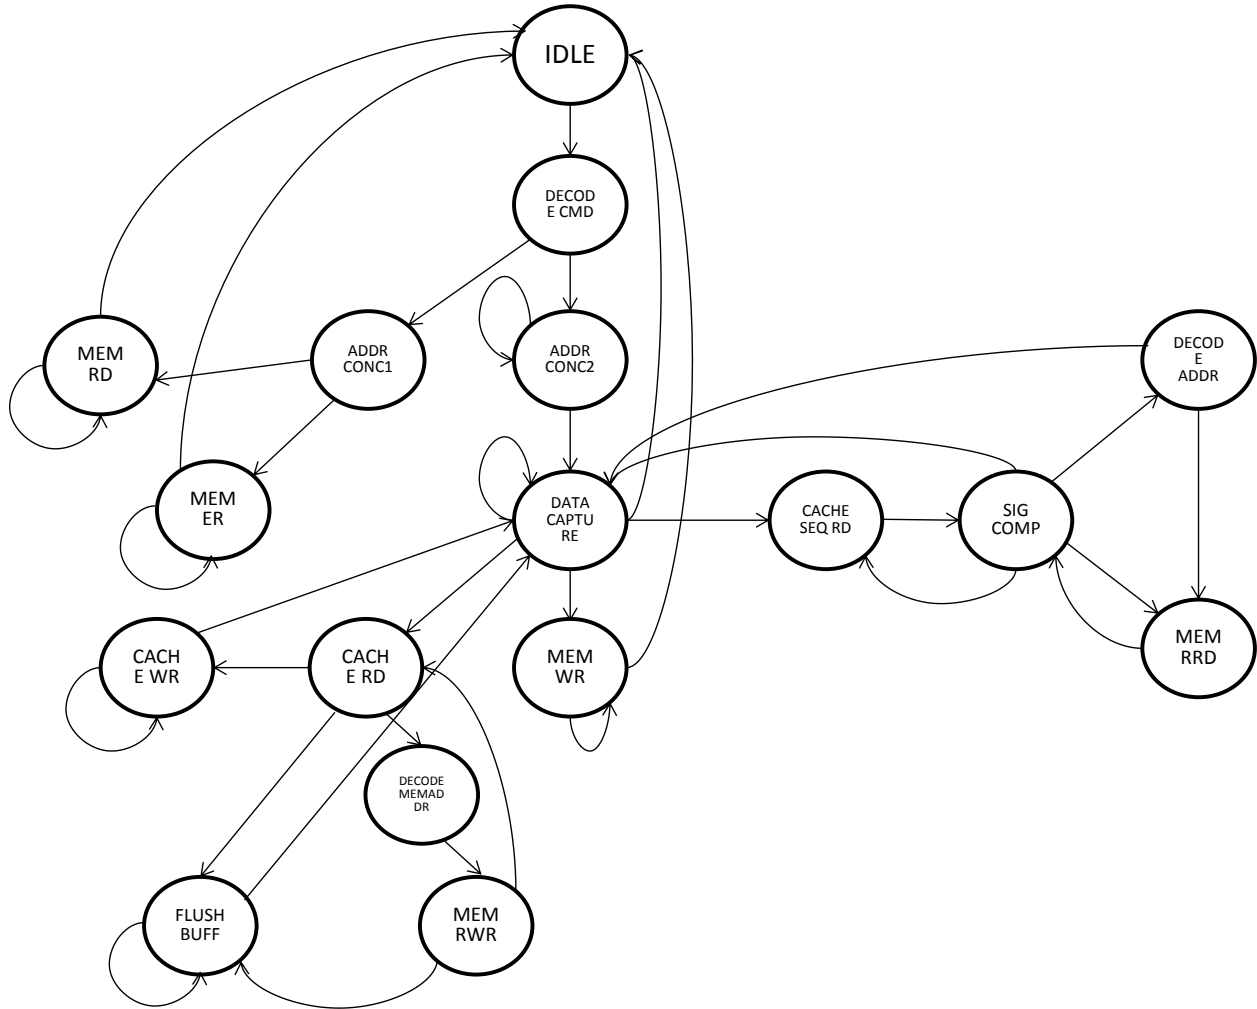 IDLE
DECOD
E CMD
MEM
RD
ADDR
CONC1
ADDR
CONC2
DECOD
E
ADDR
MEM
ER
DATA
CAPTU
RE
CACHE
SEQ RD
SIG
COMP
CACH
E WR
CACH
E RD
MEM
WR
MEM
RRD
DECODE
MEMAD
DR
FLUSH
BUFF
MEM
RWR